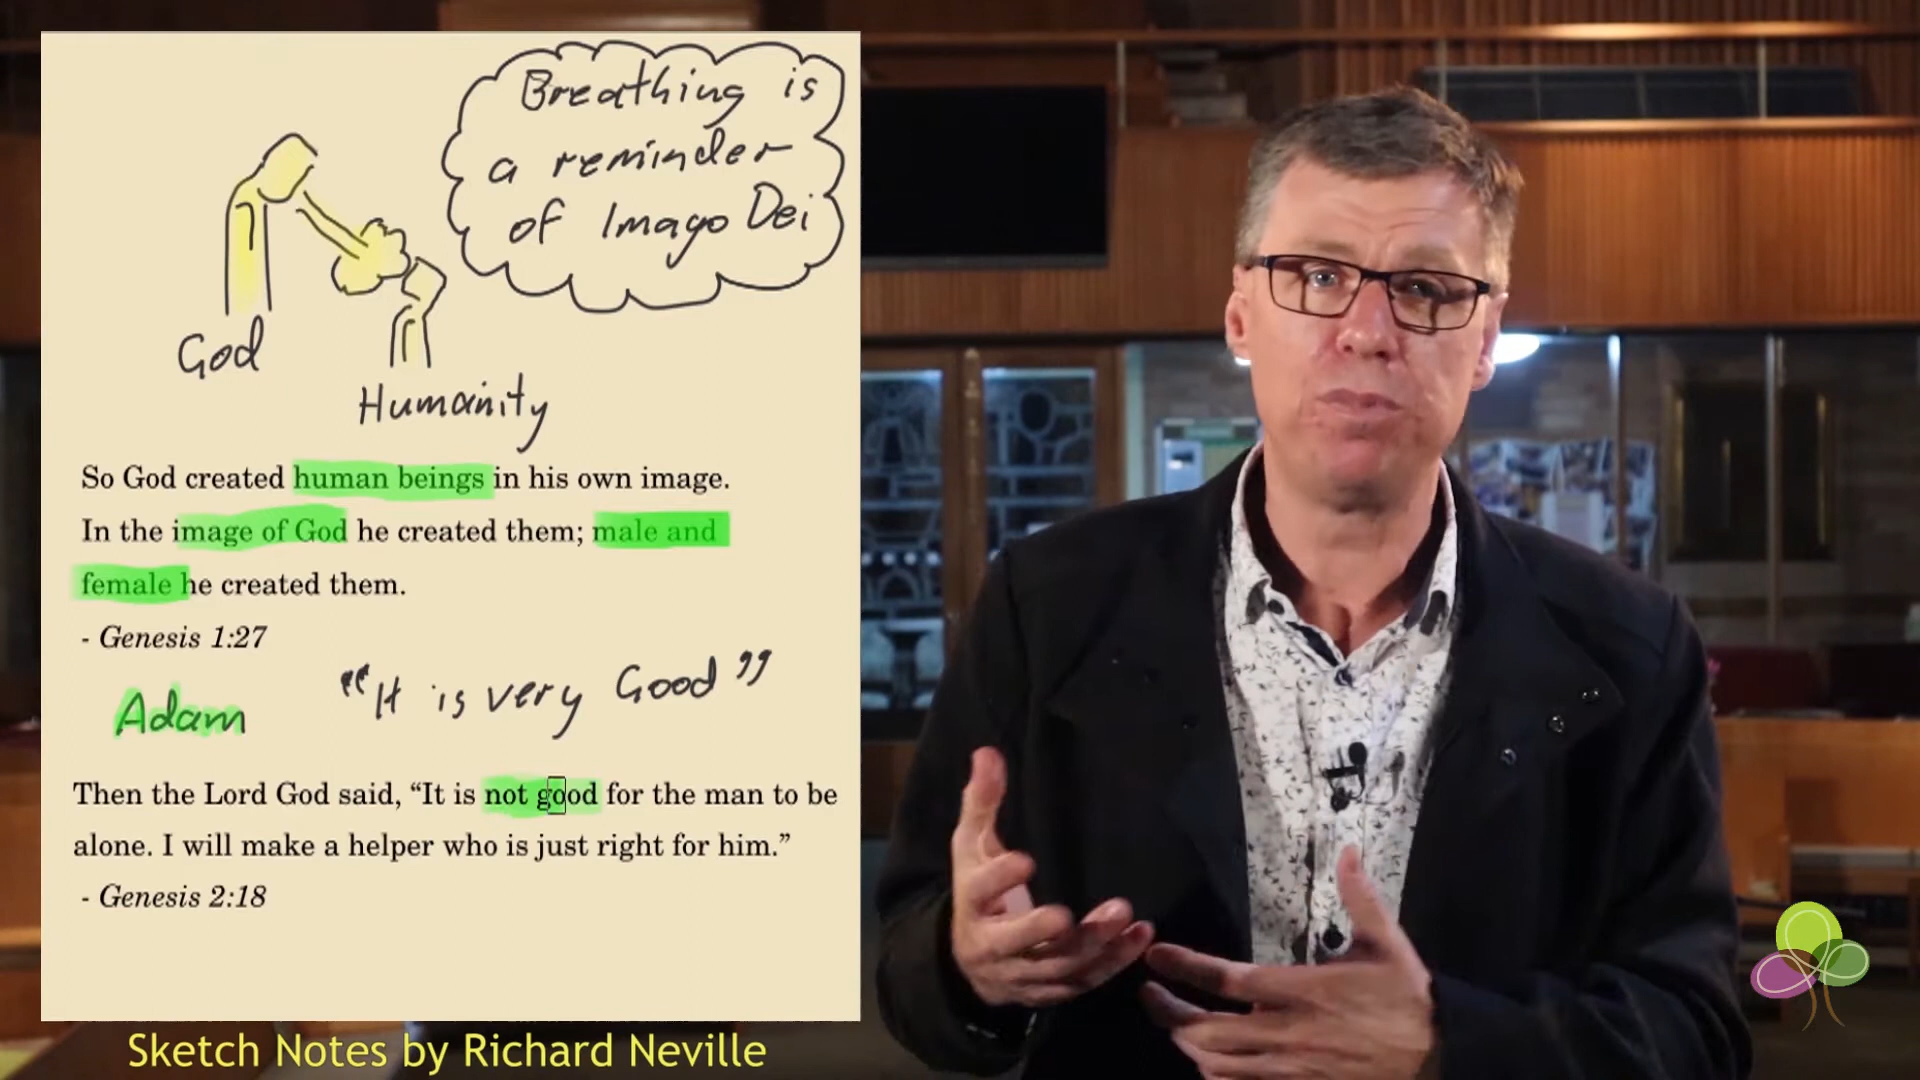 Breathing is
a reminder
of Imago Dei
God
Humanity
So God created human beings in his own image.
In the image of God he created them; male and
female he created them.
- Genesis 1:27
Adam
“It is very Good”
Then the Lord God said, “It is not good for the man to be
alone. I will make a helper who is just right for him.”
- Genesis 2:18
Sketch Notes by Richard Neville